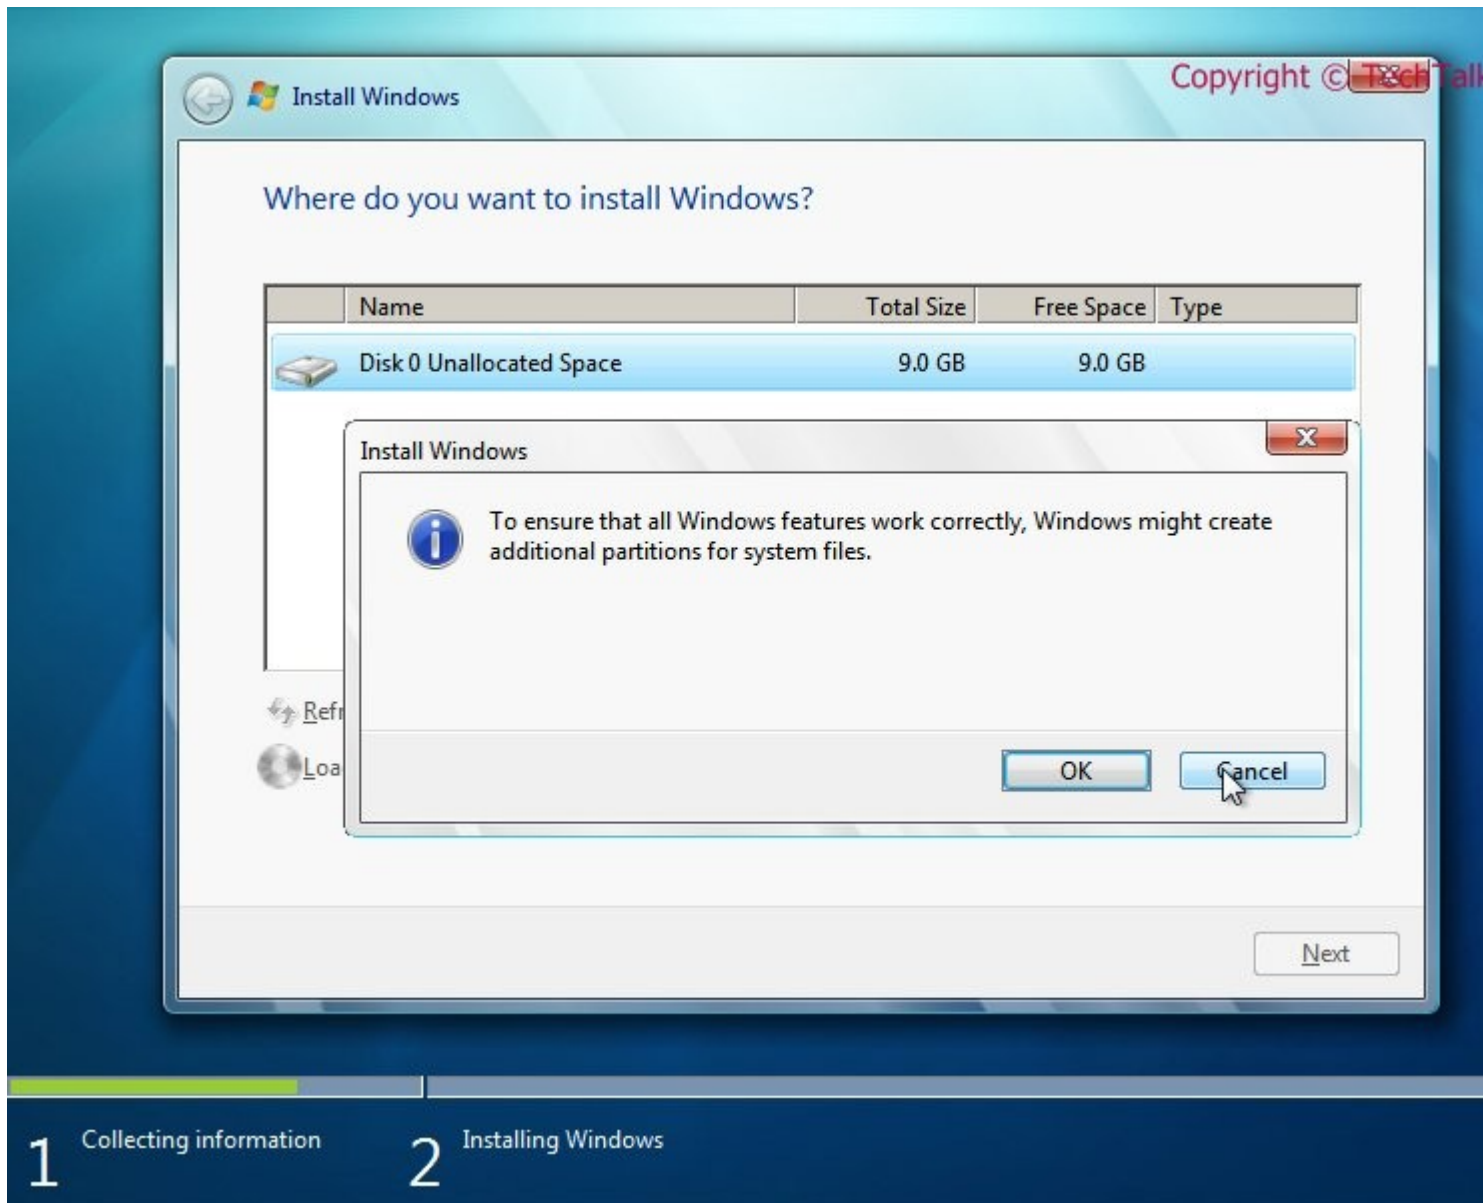 Install Windows
Copyright © TechTalk
Where do you want to install Windows?
Name Total Size Free Space Type
Disk 0 Unallocated Space 9.0 GB 9.0 GB
Install Windows
X
To ensure that all Windows features work correctly, Windows might create
additional partitions for system files.
OK Cancel
Next
1 Collecting information 2 Installing Windows